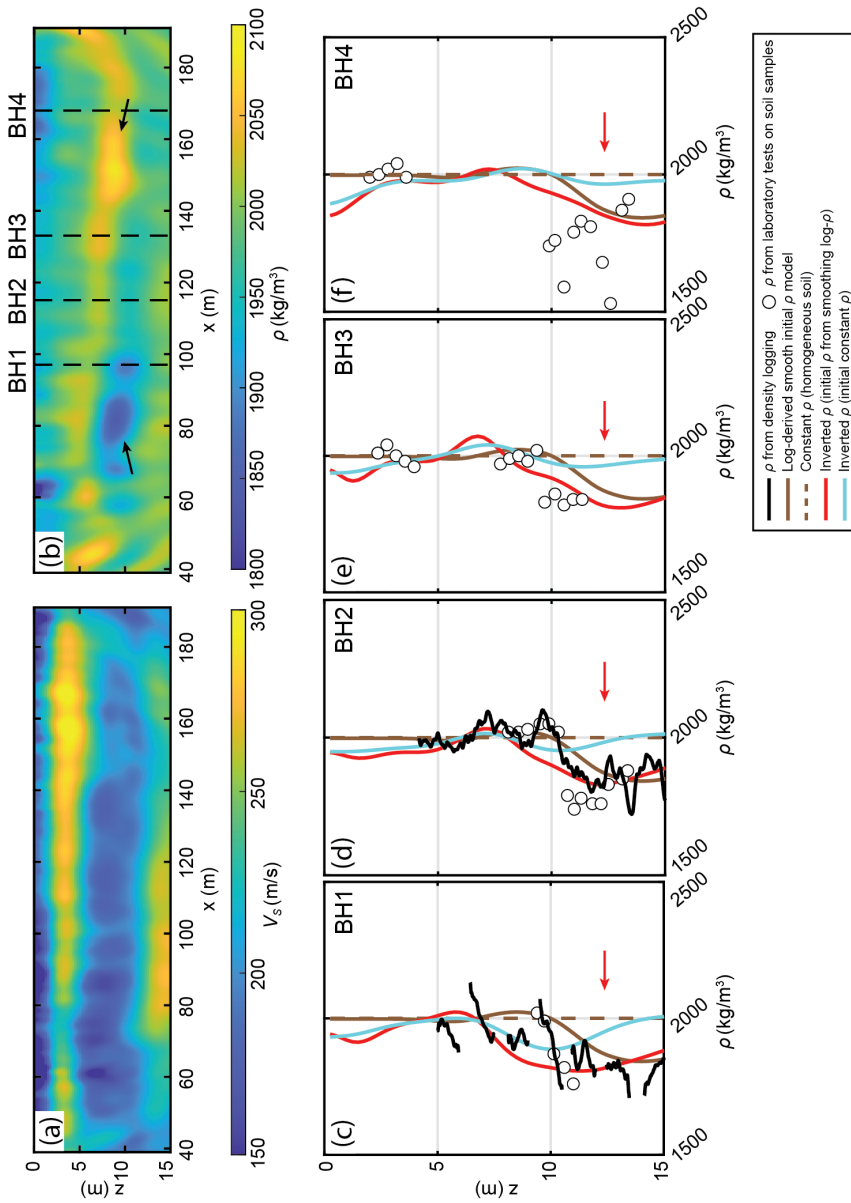 (a)
0
5
10
15
z (m)
40
60
80
100
120
140
160
180
x (m)
150
200
250
300
V_S (m/s)
BH1
BH2
BH3
BH4
(b)
40
60
80
100
120
140
160
180
x (m)
1800
1850
1900
1950
2000
2050
2100
ρ (kg/m³)
(c)
BH1
0
5
10
15
z (m)
1500
2000
2500
ρ (kg/m³)
(d)
BH2
1500
2000
2500
ρ (kg/m³)
(e)
BH3
1500
2000
2500
ρ (kg/m³)
(f)
BH4
1500
2000
2500
ρ (kg/m³)
ρ from density logging
ρ from laboratory tests on soil samples
Log-derived smooth initial ρ model
Constant ρ (homogeneous soil)
Inverted ρ (initial ρ from smoothing log-ρ)
Inverted ρ (initial constant ρ)